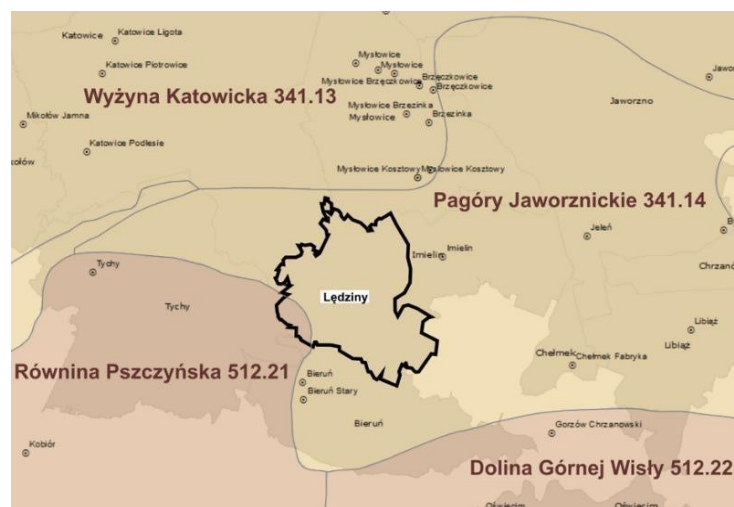 Katowice
Katowice Ligota
Katowice Piotrowice
Mysłowice
Mysłowice
Mysłowice Brzęczkowice
Brzęczkowice
Brzęczkowice
Wyżyna Katowicka 341.13
Jaworzno
Mysłowice Brzezinka
Mysłowice
Brzezinka
Mikołów Jamna
Katowice Podlesie
Mysłowice Kosztowy
Mysłowice Kosztowy
Pagóry Jaworznickie 341.14
Jeleń
Imielin
Imielin
Tychy
Tychy
Lędziny
Libiąż
Libiąż
Chełmek
Chełmek Fabryka
Równina Pszczyńska 512.21
Bieruń
Bieruń Stary
Bieruń
Gorzów Chrzanowski
Kobiór
Dolina Górnej Wisły 512.22